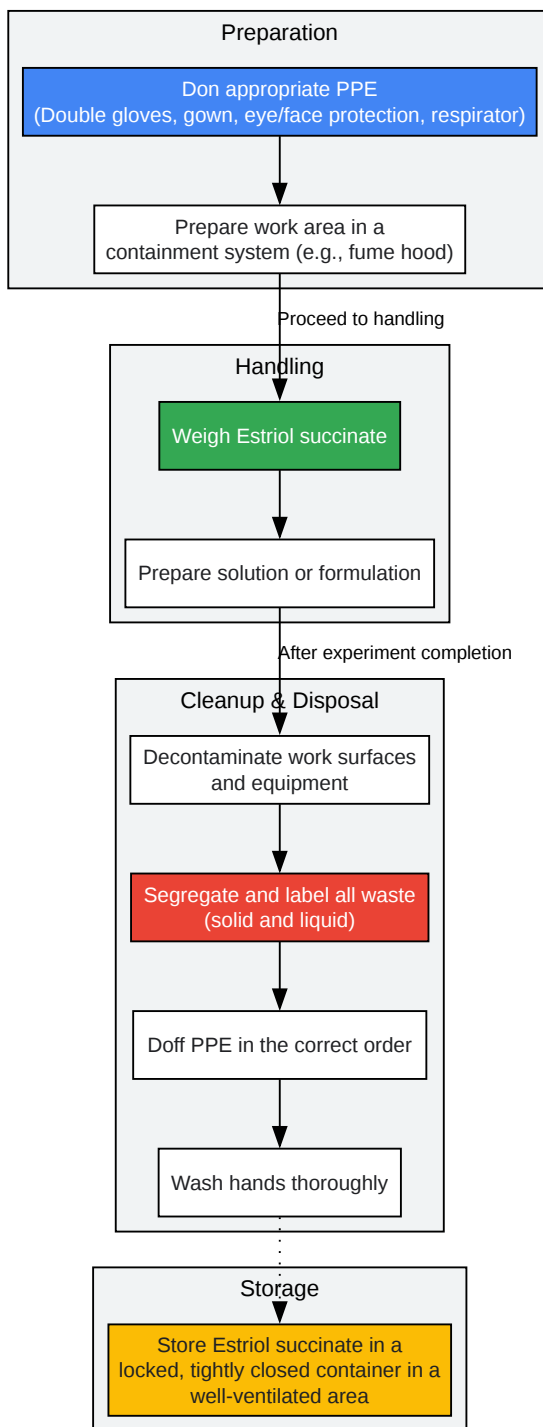 Preparation
Don appropriate PPE
(Double gloves, gown, eye/face protection, respirator)
Prepare work area in a
containment system (e.g., fume hood)
Proceed to handling
Handling
Weigh Estriol succinate
Prepare solution or formulation
After experiment completion
Cleanup & Disposal
Decontaminate work surfaces
and equipment
Segregate and label all waste
(solid and liquid)
Doff PPE in the correct order
Wash hands thoroughly
Storage
Store Estriol succinate in a
locked, tightly closed container in a
well-ventilated area